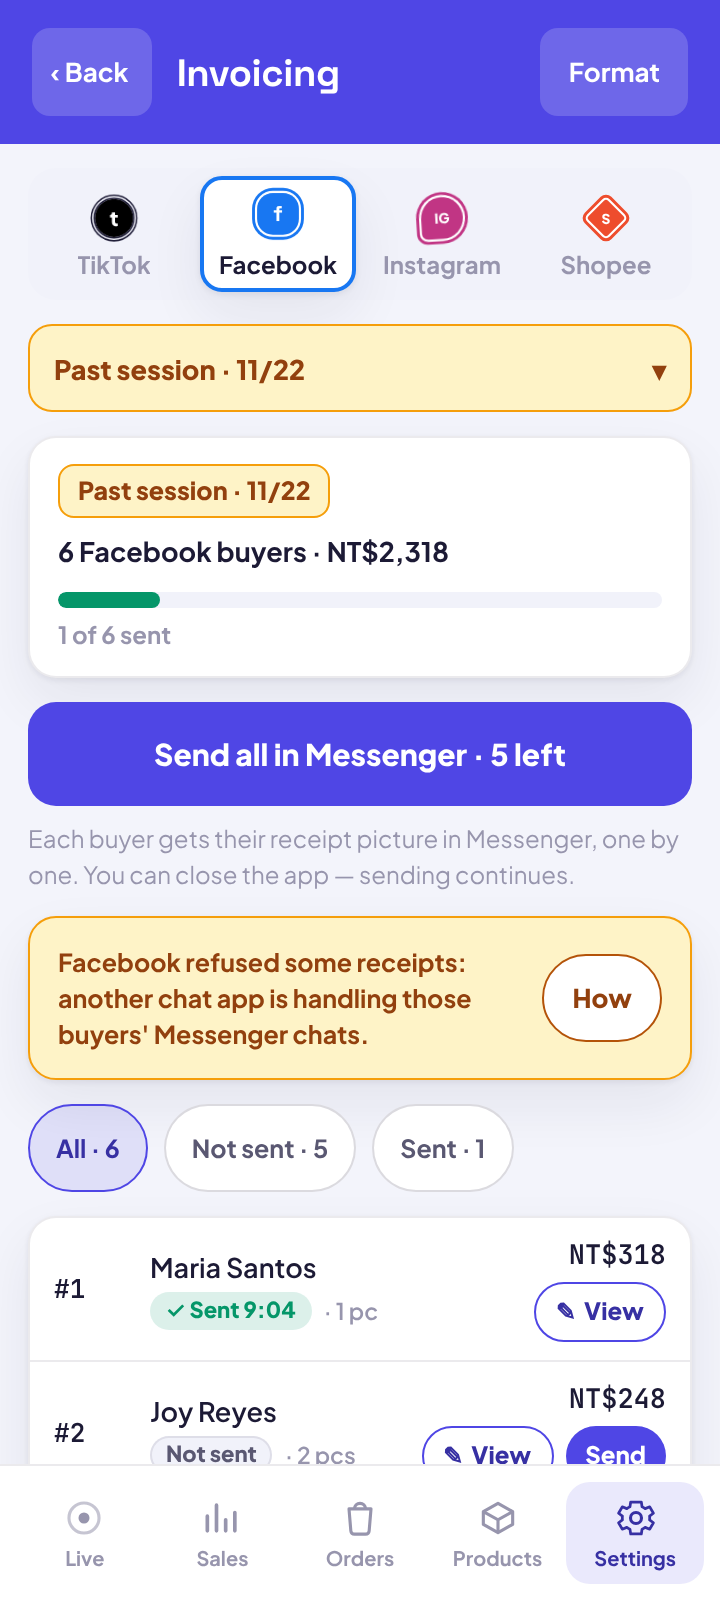 ‹ Back
Invoicing
Format
t
f
IG
S
TikTok
Facebook
Instagram
Shopee
Past session · 11/22
▼
Past session · 11/22
6 Facebook buyers · NT$2,318
1 of 6 sent
Send all in Messenger · 5 left
Each buyer gets their receipt picture in Messenger, one by
one. You can close the app — sending continues.
Facebook refused some receipts:
another chat app is handling those
buyers' Messenger chats.
How
All · 6
Not sent · 5
Sent · 1
#1
Maria Santos
NT$318
✓ Sent 9:04
· 1 pc
✎ View
#2
Joy Reyes
NT$248
Not sent
· 2 pcs
✎ View
Send
Live
Sales
Orders
Products
Settings